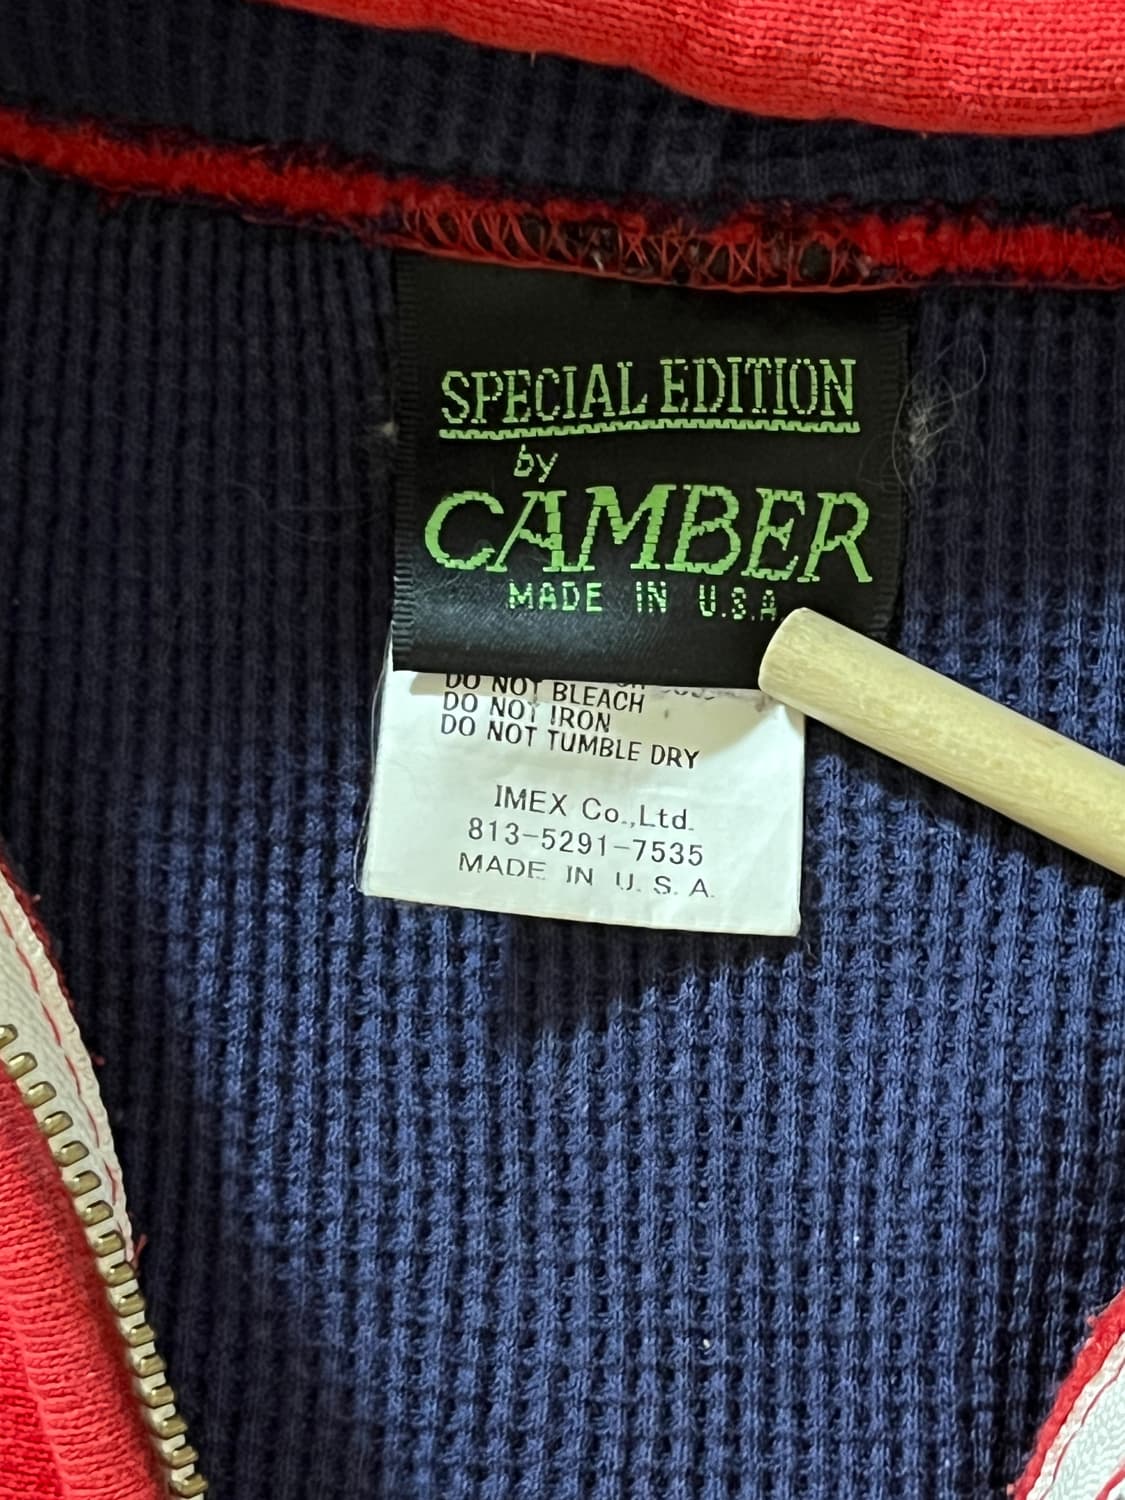 SPECIAL EDITION
by
CAMBER
MADE IN U.S.A.
DO NOT BLEACH
DO NOT IRON
DO NOT TUMBLE DRY
IMEX Co.,Ltd.
813-5291-7535
MADE IN U.S.A.